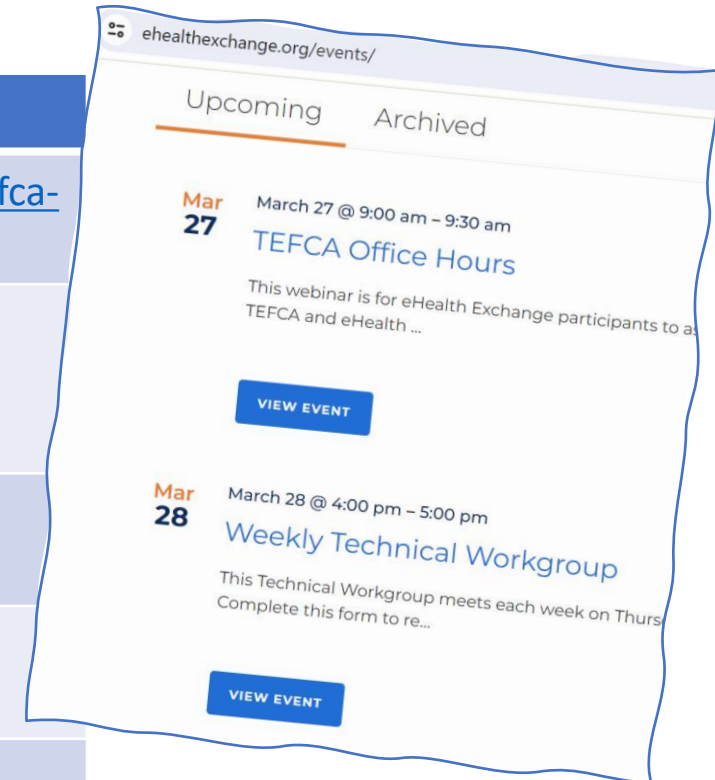 ehealthexchange.org/events/
Upcoming Archived
fca-
Mar
27
March 27 @ 9:00 am – 9:30 am
TEFCA Office Hours
This webinar is for eHealth Exchange participants to
TEFCA and eHealth ...
VIEW EVENT
Mar
28
March 28 @ 4:00 pm – 5:00 pm
Weekly Technical Workgroup
This Technical Workgroup meets each week on Thurs
Complete this form to re...
VIEW EVENT